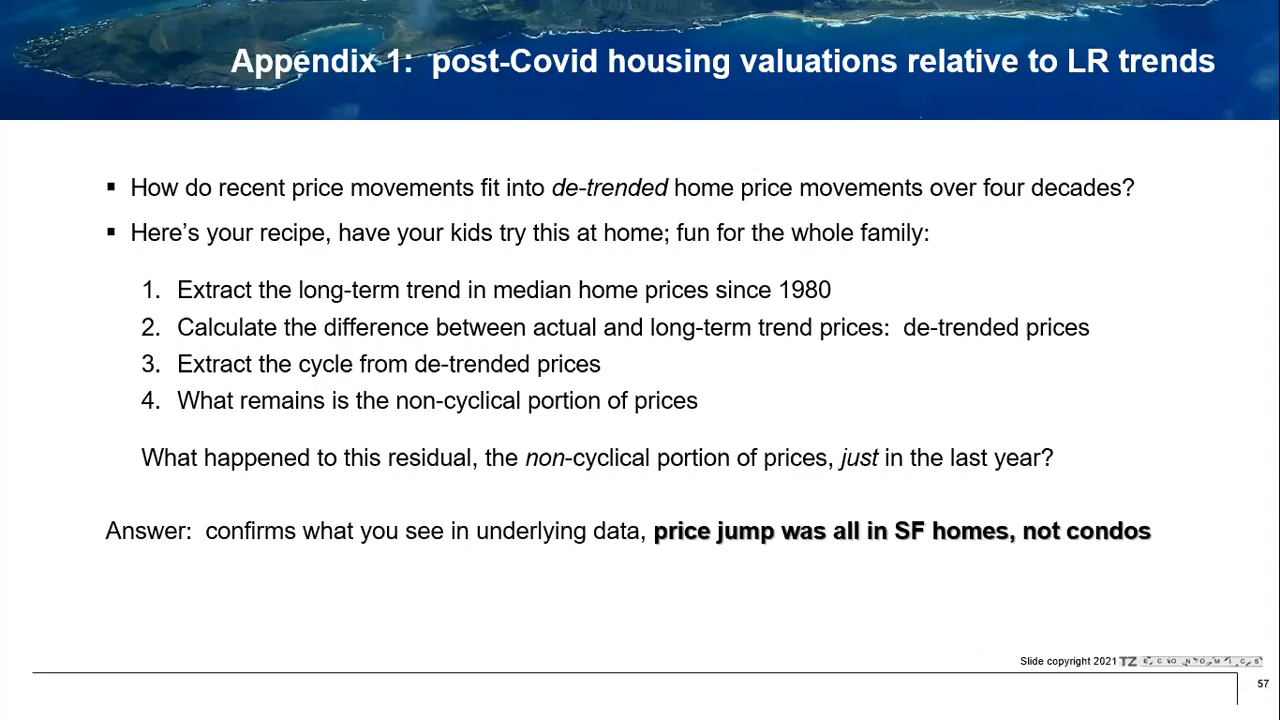 Appendix 1:  post-Covid housing valuations relative to LR trends
▪ How do recent price movements fit into de-trended home price movements over four decades?
▪ Here’s your recipe, have your kids try this at home; fun for the whole family:
1. Extract the long-term trend in median home prices since 1980
2. Calculate the difference between actual and long-term trend prices:  de-trended prices
3. Extract the cycle from de-trended prices
4. What remains is the non-cyclical portion of prices
What happened to this residual, the non-cyclical portion of prices, just in the last year?
Answer:  confirms what you see in underlying data, price jump was all in SF homes, not condos
Slide copyright 2021 TZ ECONOMICS
57